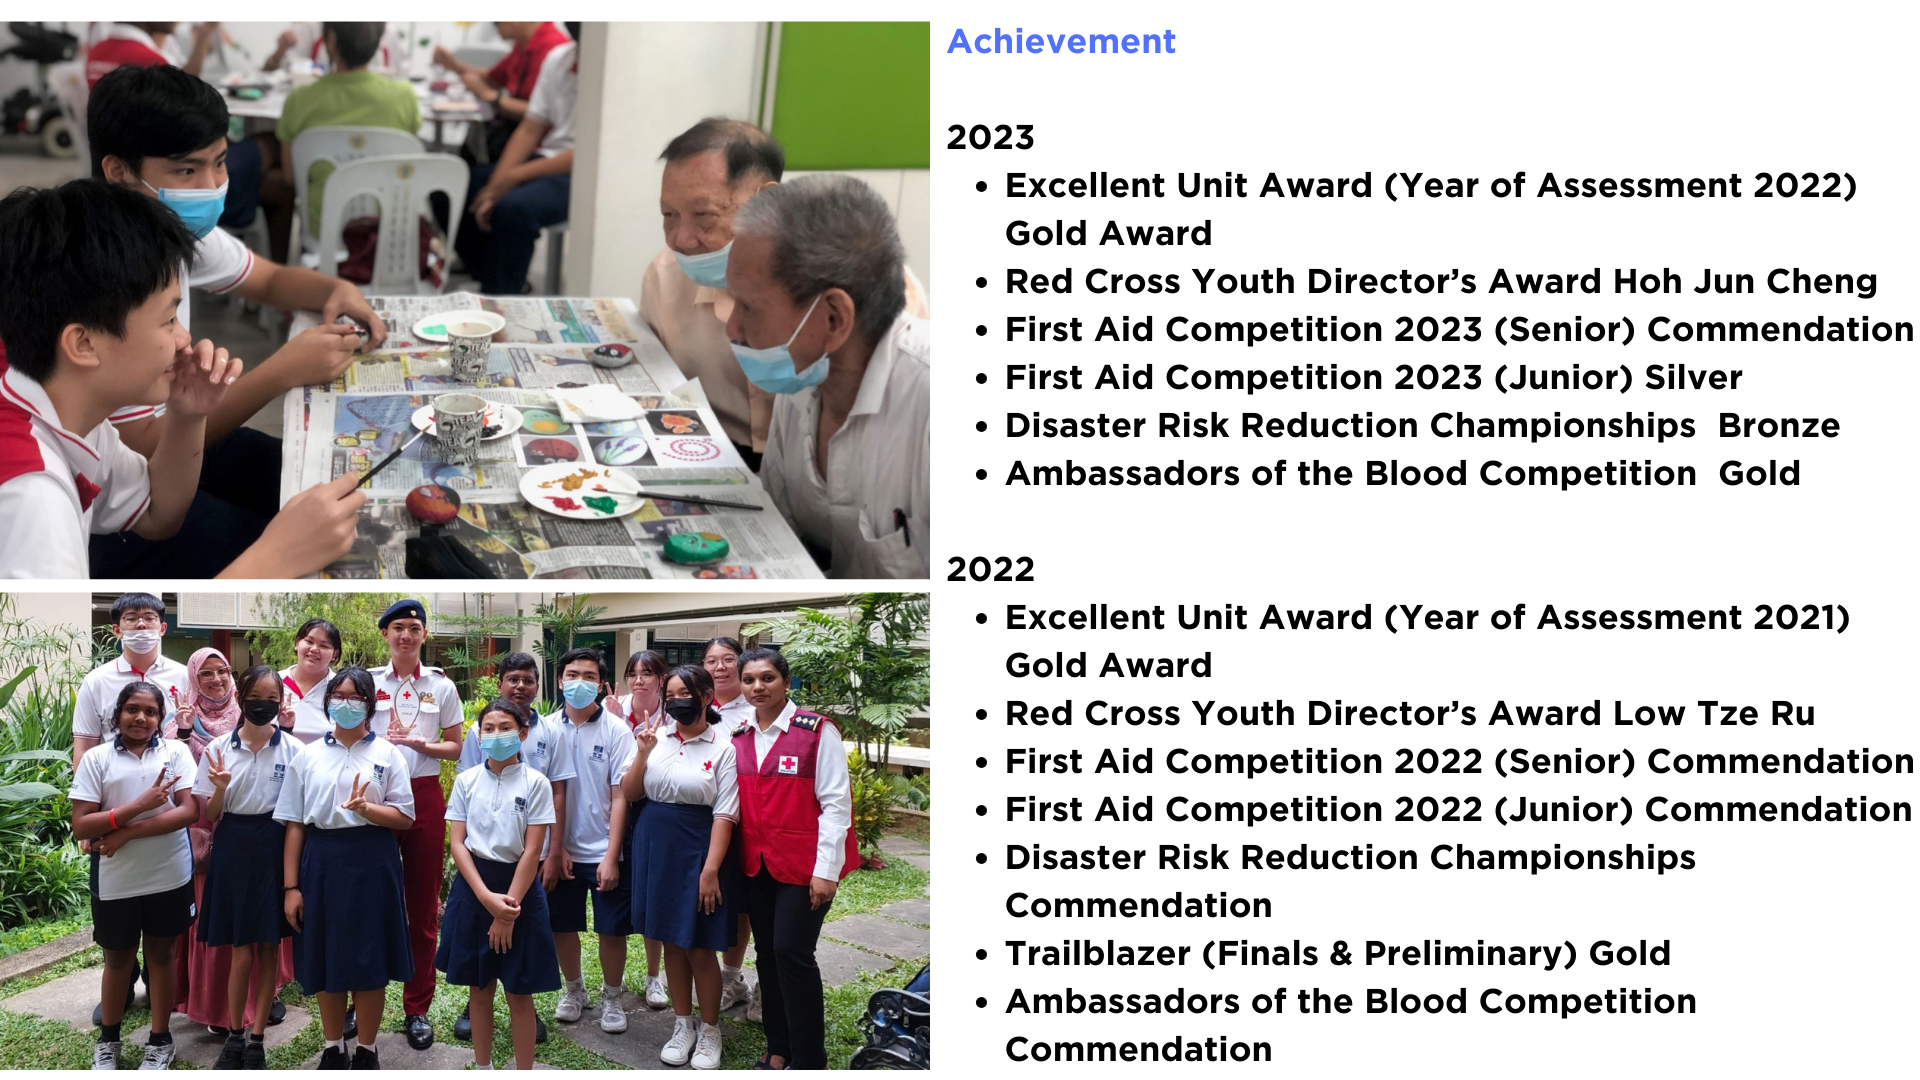 Achievement
2023
• Excellent Unit Award (Year of Assessment 2022)
Gold Award
• Red Cross Youth Director’s Award Hoh Jun Cheng
• First Aid Competition 2023 (Senior) Commendation
• First Aid Competition 2023 (Junior) Silver
• Disaster Risk Reduction Championships  Bronze
• Ambassadors of the Blood Competition  Gold
2022
• Excellent Unit Award (Year of Assessment 2021)
Gold Award
• Red Cross Youth Director’s Award Low Tze Ru
• First Aid Competition 2022 (Senior) Commendation
• First Aid Competition 2022 (Junior) Commendation
• Disaster Risk Reduction Championships
Commendation
• Trailblazer (Finals & Preliminary) Gold
• Ambassadors of the Blood Competition
Commendation